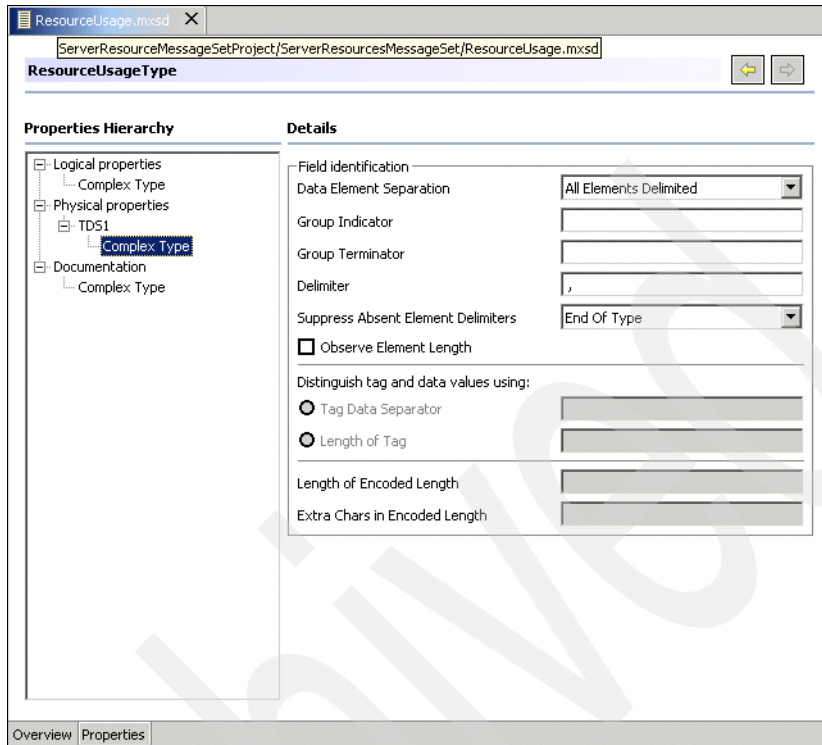 ResourceUsage.mxsd X
ServerResourceMessageSetProject/ServerResourcesMessageSet/ResourceUsage.mxsd
ResourceUsageType
Properties Hierarchy
Logical properties
Complex Type
Physical properties
TDS1
Complex Type
Documentation
Complex Type
Details
Field identification
Data Element Separation All Elements Delimited
Group Indicator
Group Terminator
Delimiter ,
Suppress Absent Element Delimiters End Of Type
Observe Element Length
Distinguish tag and data values using:
Tag Data Separator
Length of Tag
Length of Encoded Length
Extra Chars in Encoded Length
Overview Properties